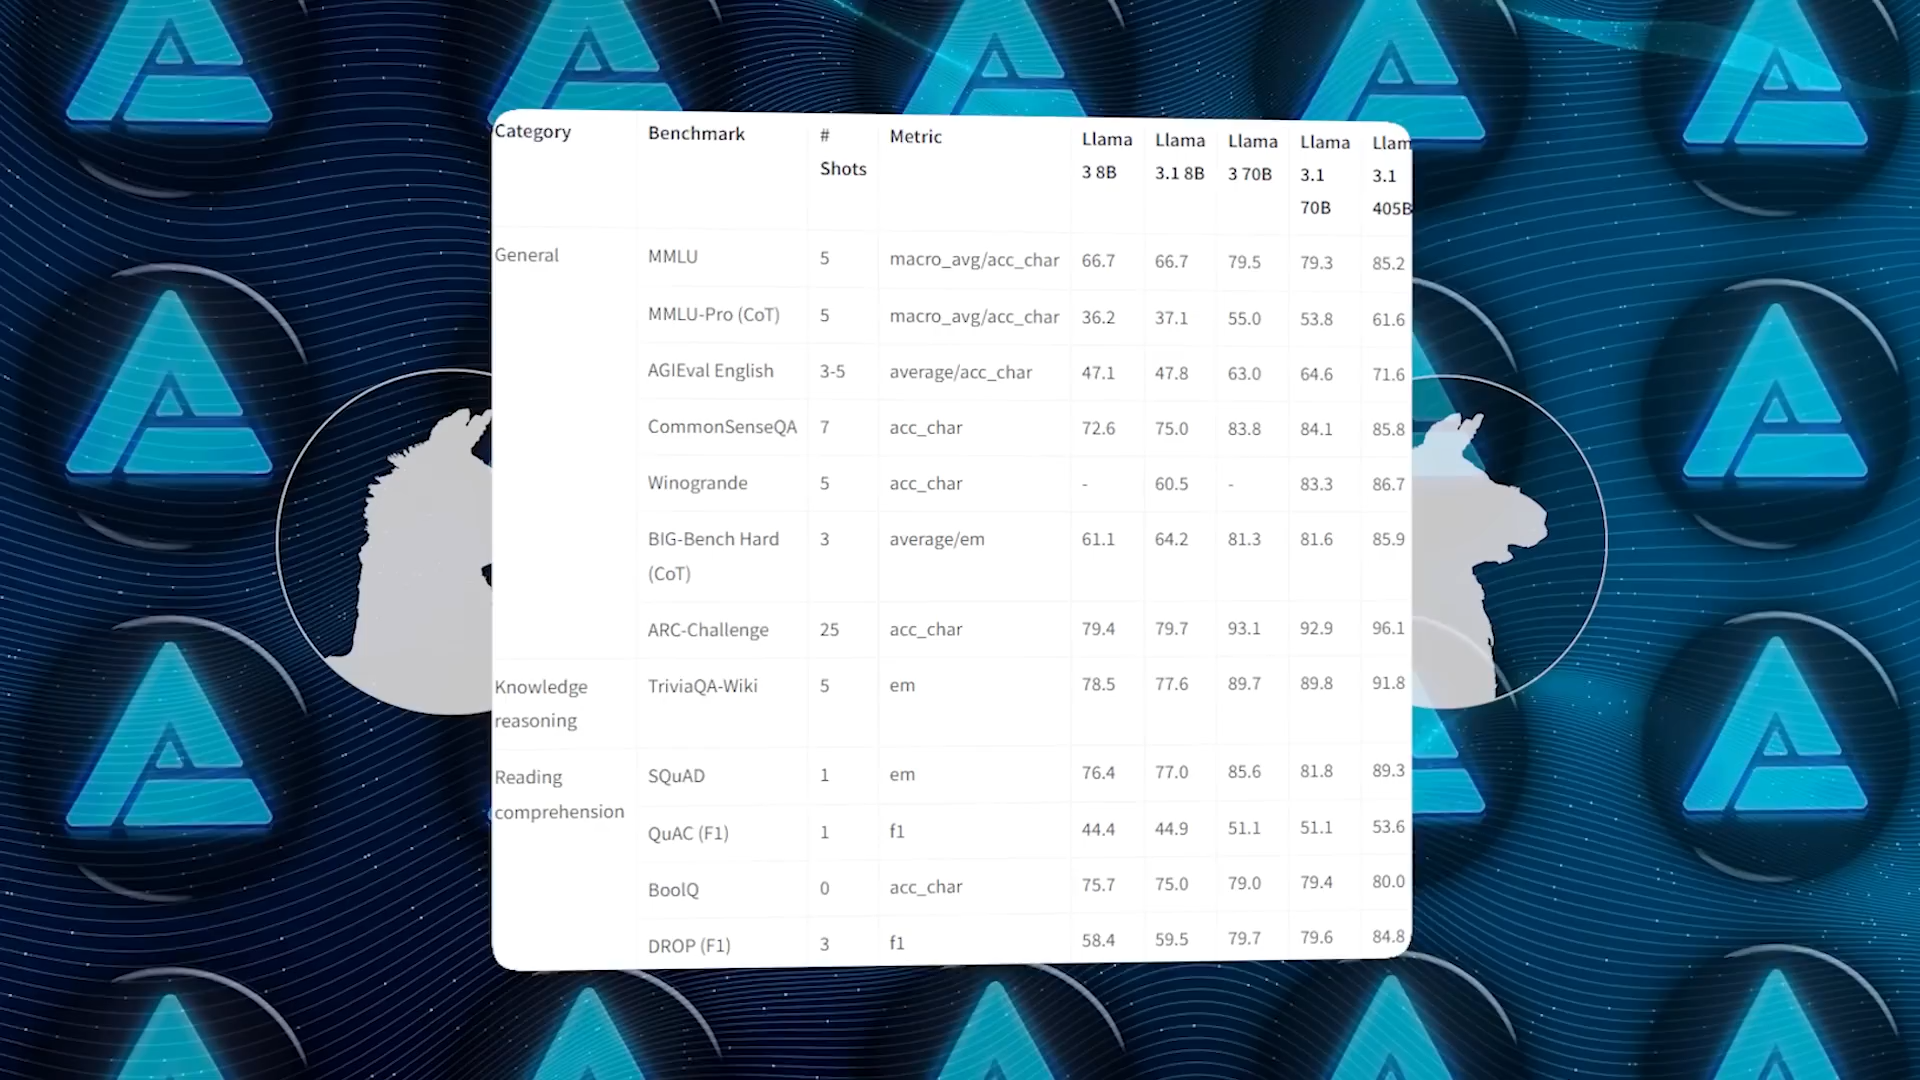 Category Benchmark # Shots Metric Llama 3 8B Llama 3.1 8B Llama 3 70B Llama 3.1 70B Llam 3.1 405B
General MMLU 5 macro_avg/acc_char 66.7 66.7 79.5 79.3 85.2
MMLU-Pro (CoT) 5 macro_avg/acc_char 36.2 37.1 55.0 53.8 61.6
AGIEval English 3-5 average/acc_char 47.1 47.8 63.0 64.6 71.6
CommonSenseQA 7 acc_char 72.6 75.0 83.8 84.1 85.8
Winogrande 5 acc_char - 60.5 - 83.3 86.7
BIG-Bench Hard (CoT) 3 average/em 61.1 64.2 81.3 81.6 85.9
ARC-Challenge 25 acc_char 79.4 79.7 93.1 92.9 96.1
Knowledge reasoning TriviaQA-Wiki 5 em 78.5 77.6 89.7 89.8 91.8
Reading comprehension SQuAD 1 em 76.4 77.0 85.6 81.8 89.3
QuAC (F1) 1 f1 44.4 44.9 51.1 51.1 53.6
BoolQ 0 acc_char 75.7 75.0 79.0 79.4 80.0
DROP (F1) 3 f1 58.4 59.5 79.7 79.6 84.8